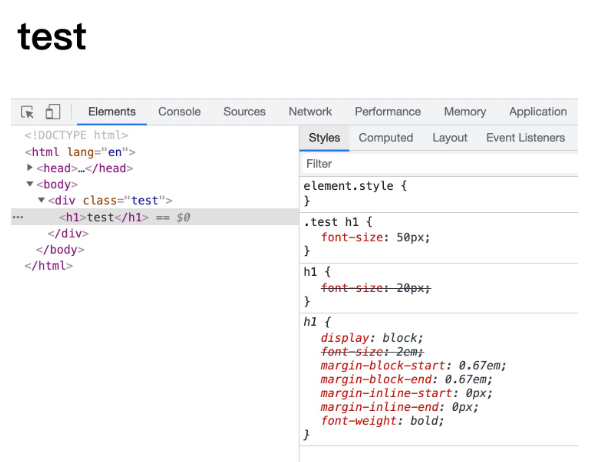 test
Elements Console Sources Network Performance Memory Application
<!DOCTYPE html>
<html lang="en">
<head>…</head>
<body>
<div class="test">
<h1>test</h1> == $0
</div>
</body>
</html>
Styles Computed Layout Event Listeners
Filter
element.style {
}
.test h1 {
font-size: 50px;
}
h1 {
font-size: 20px;
}
h1 {
display: block;
font-size: 2em;
margin-block-start: 0.67em;
margin-block-end: 0.67em;
margin-inline-start: 0px;
margin-inline-end: 0px;
font-weight: bold;
}